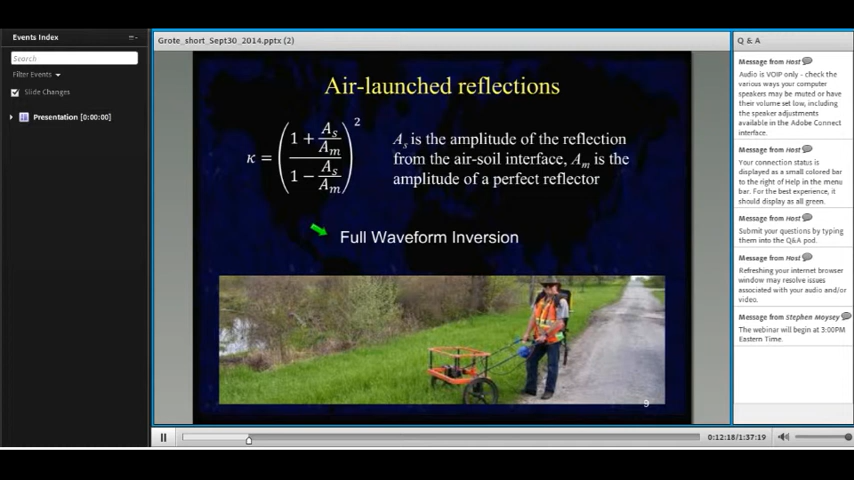 Events Index
Search
Filter Events
Slide Changes
Presentation [0:00:00]
Grote_short_Sept30_2014.pptx (2)
Air-launched reflections
κ = ( (1 + As/Am) / (1 − As/Am) )²
As is the amplitude of the reflection
from the air-soil interface, Am is the
amplitude of a perfect reflector
Full Waveform Inversion
9
0:12:18/1:37:19
Q & A
Message from Host
Audio is VOIP only - check the
various ways your computer
speakers may be muted or have
their volume set low, including
the speaker adjustments
available in the Adobe Connect
interface.
Message from Host
Your connection status is
displayed as a small colored bar
to the right of Help in the menu
bar. For the best experience, it
should display as all green.
Message from Host
Submit your questions by typing
them into the Q&A pod.
Message from Host
Refreshing your internet browser
window may resolve issues
associated with your audio and/or
video.
Message from Stephen Moysey
The webinar will begin at 3:00PM
Eastern Time.